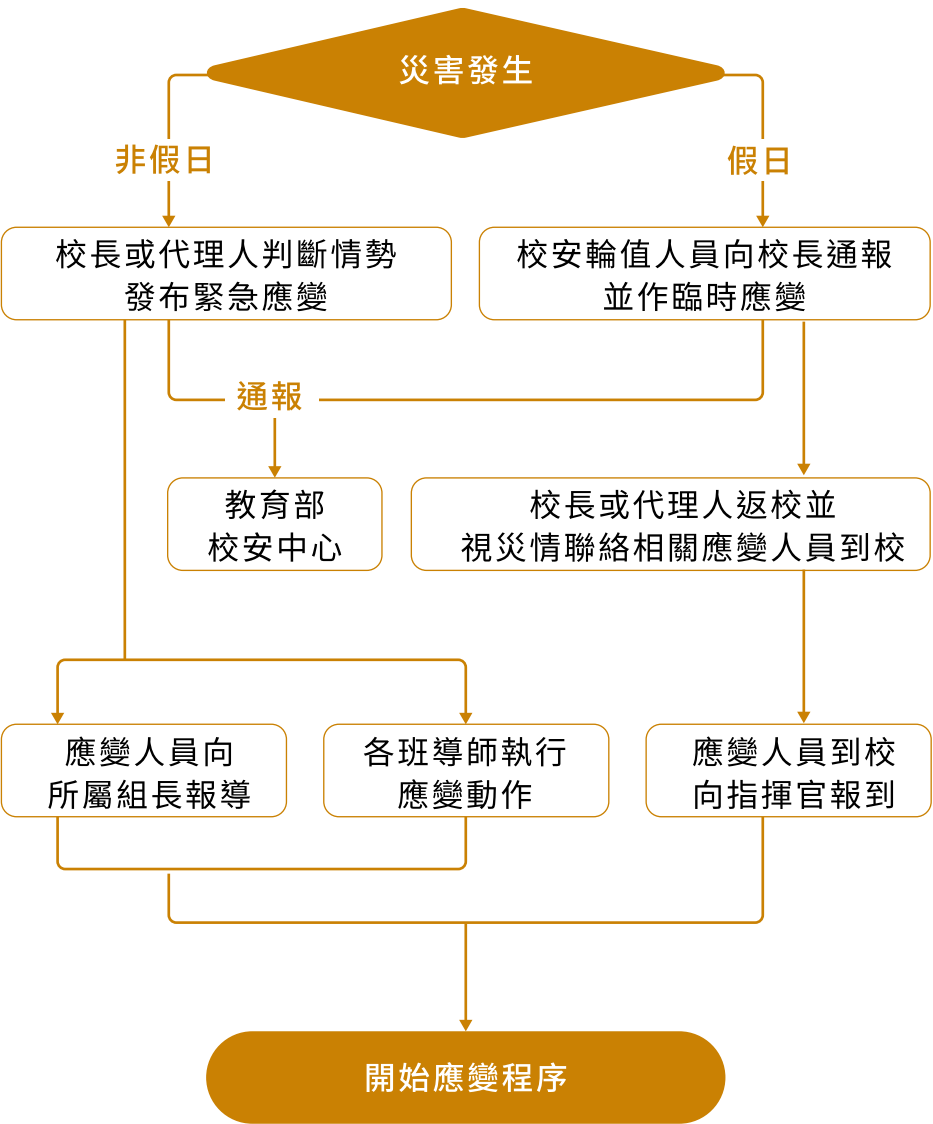 災害發生
非假日
假日
校長或代理人判斷情勢
發布緊急應變
校安輪值人員向校長通報
並作臨時應變
通報
教育部
校安中心
校長或代理人返校並
視災情聯絡相關應變人員到校
應變人員向
所屬組長報導
各班導師執行
應變動作
應變人員到校
向指揮官報到
開始應變程序